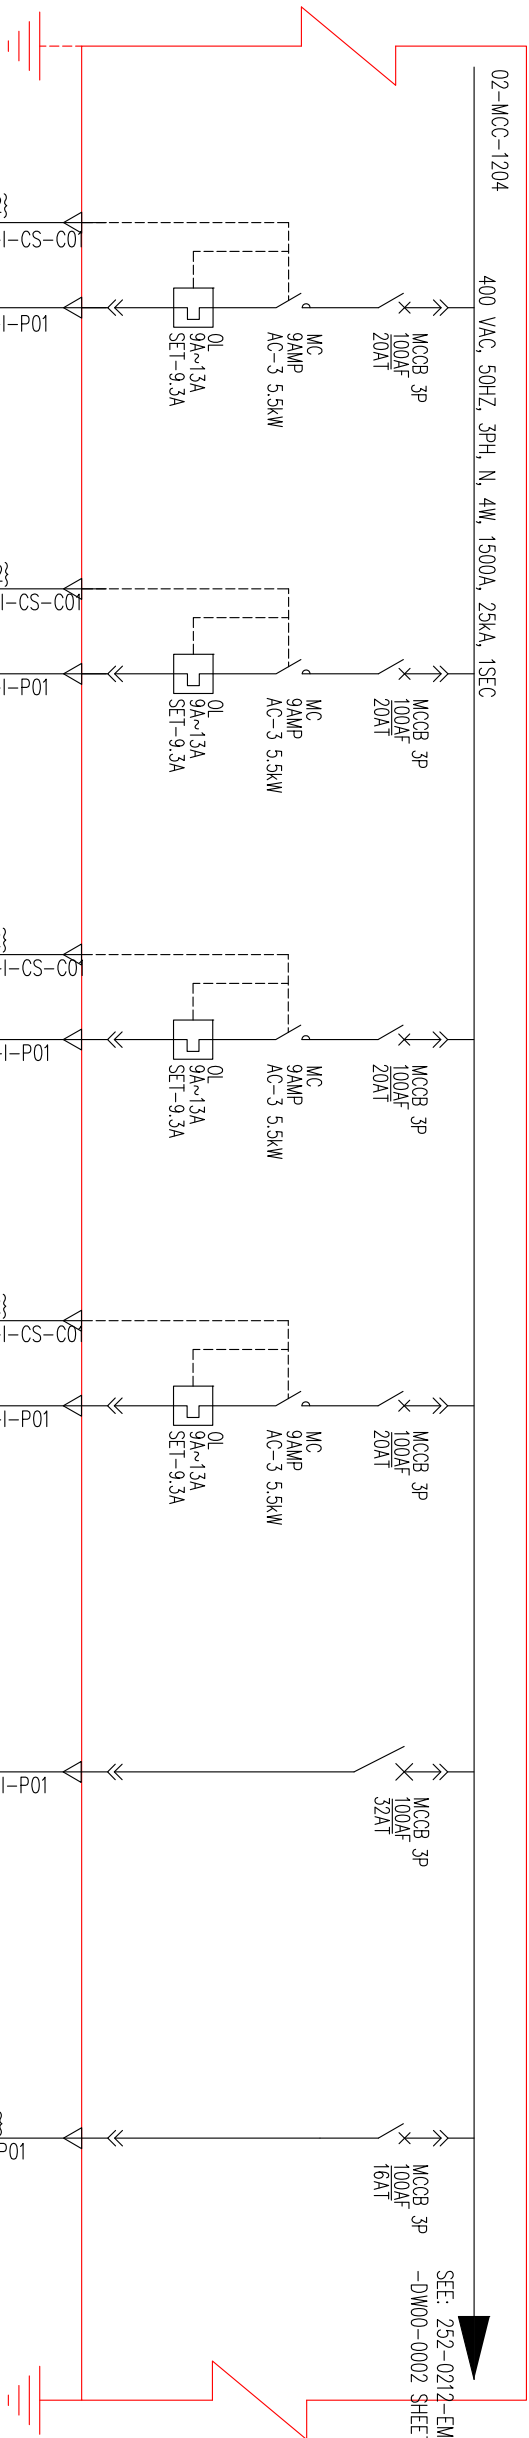 02-MCC-1204
400 VAC, 50HZ, 3PH, N, 4W, 1500A, 25kA, 1SEC
MCCB 3P
100AF
20AT
MC
9AMP
AC-3 5.5kW
OL
9A~13A
SET-9.3A
-I-CS-C01
-I-P01
MCCB 3P
100AF
20AT
MC
9AMP
AC-3 5.5kW
OL
9A~13A
SET-9.3A
I-CS-C01
-I-P01
MCCB 3P
100AF
20AT
MC
9AMP
AC-3 5.5kW
OL
9A~13A
SET-9.3A
-I-CS-C01
-I-P01
MCCB 3P
100AF
20AT
MC
9AMP
AC-3 5.5kW
OL
9A~13A
SET-9.3A
-I-CS-C01
-I-P01
MCCB 3P
100AF
32AT
I-P01
MCCB 3P
100AF
16AT
P01
SEE: 252-0212-EM
-DW00-0002 SHEET